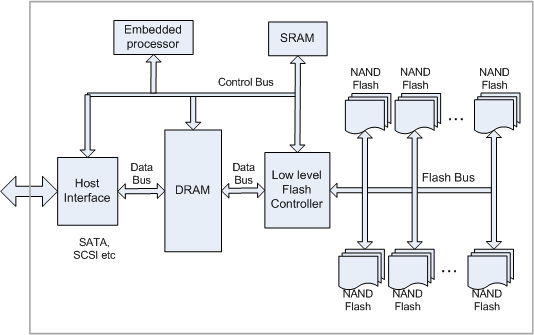 Embedded
processor
SRAM
Control Bus
NAND
Flash
NAND
Flash
NAND
Flash
...
Host
Interface
Data
Bus
DRAM
Data
Bus
Low level
Flash
Controller
Flash Bus
SATA,
SCSI etc
...
NAND
Flash
NAND
Flash
NAND
Flash